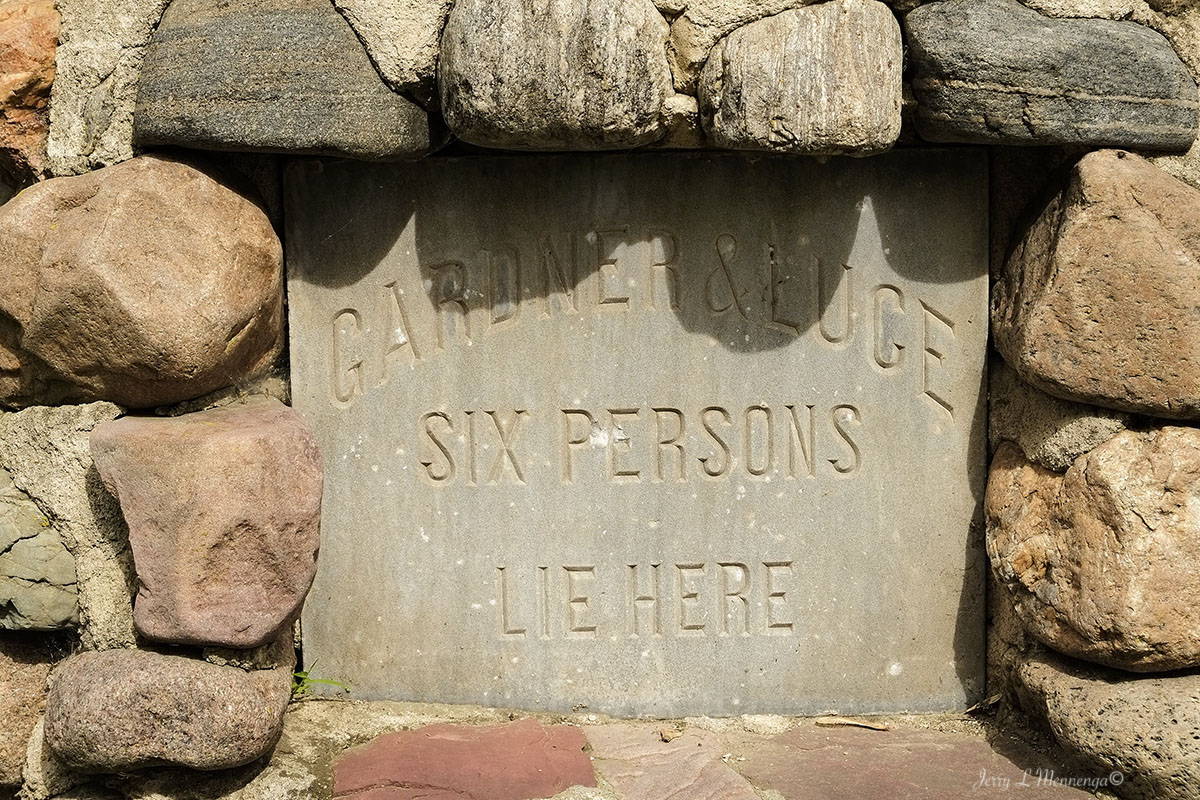 GARDNER & LUCE
SIX PERSONS
LIE HERE
Jerry L Mennenga©